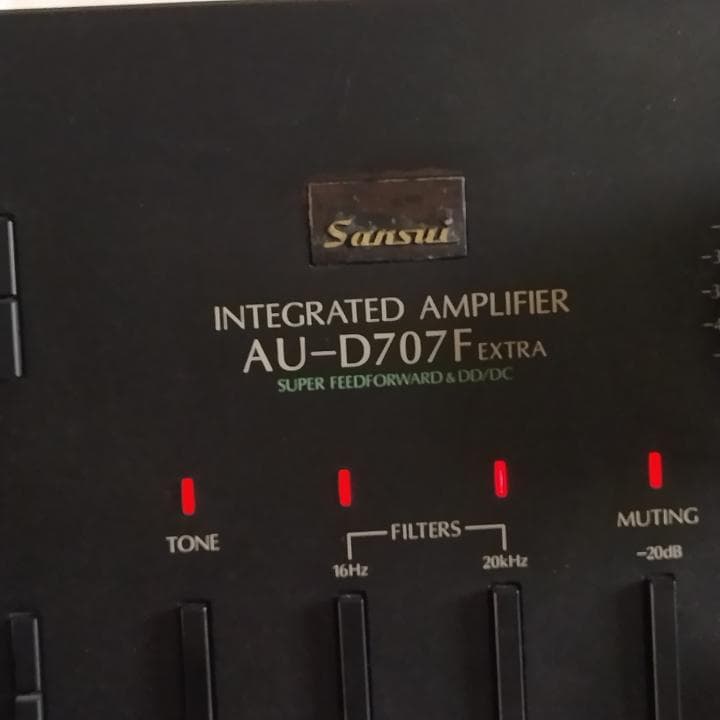 Sansui
INTEGRATED AMPLIFIER
AU-D707F EXTRA
SUPER FEEDFORWARD & DD/DC
TONE
FILTERS
16Hz
20kHz
MUTING
-20dB